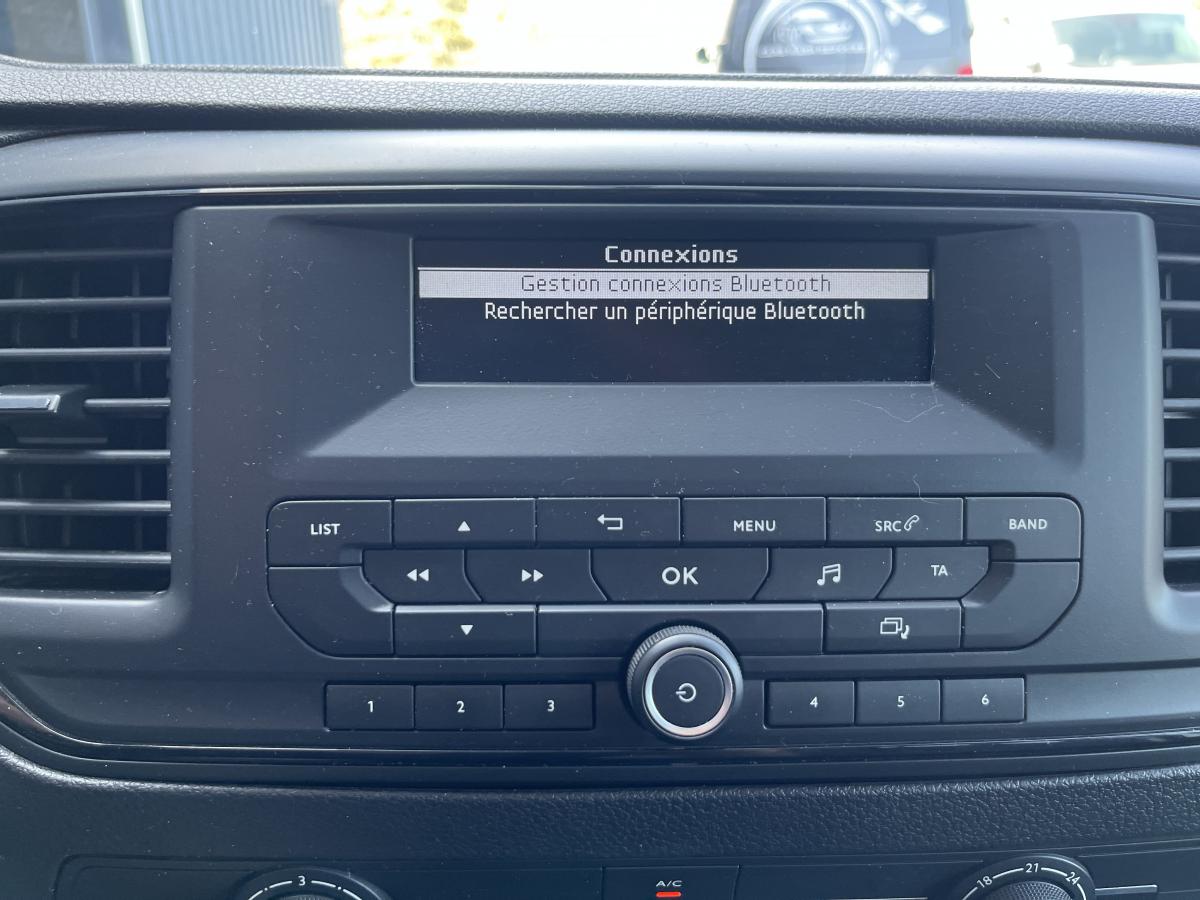 Connexions
Gestion connexions Bluetooth
Rechercher un périphérique Bluetooth
LIST
MENU
SRC
BAND
OK
TA
1
2
3
4
5
6
3
A/C
18
21
24